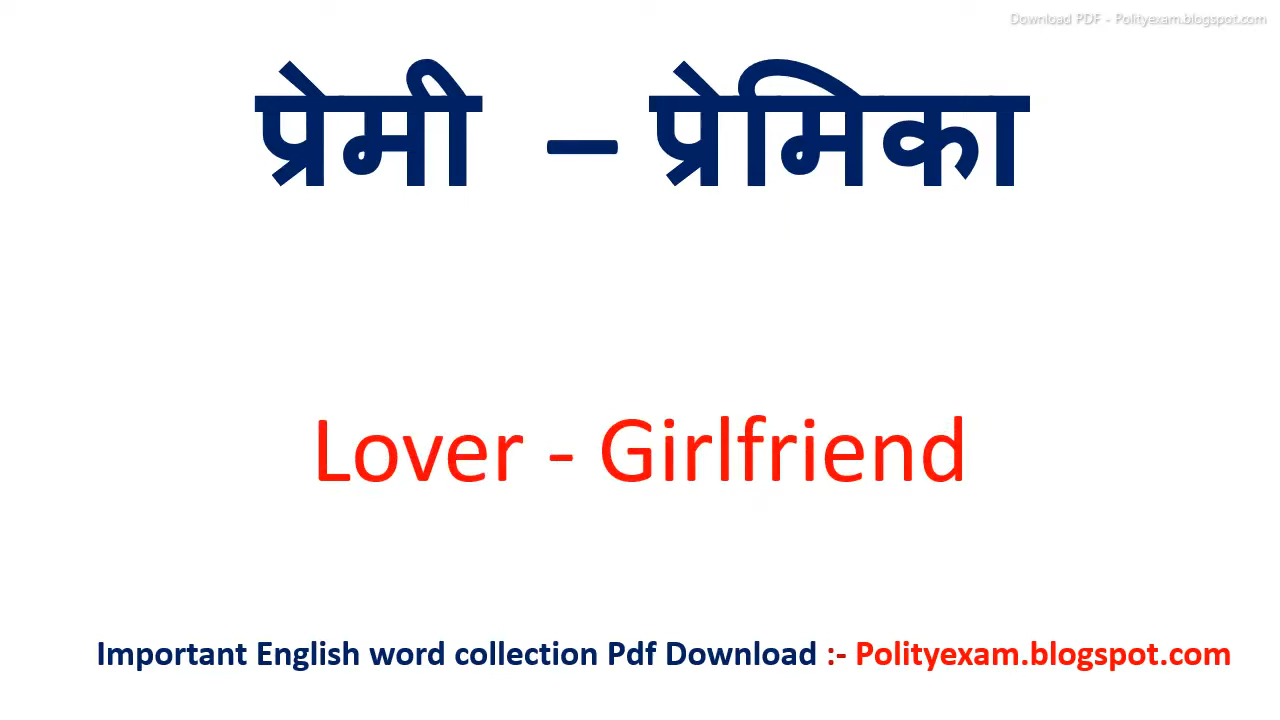 Download PDF - Polityexam.blogspot.com
प्रेमी – प्रेमिका
Lover - Girlfriend
Important English word collection Pdf Download :- Polityexam.blogspot.com